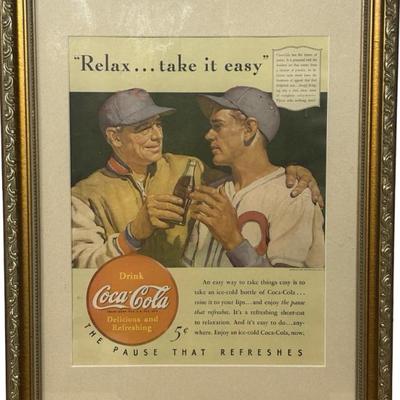 "Relax... take it easy"
Drink
Coca-Cola
Delicious and
Refreshing
5¢
An easy way to take things easy is to
take an ice-cold bottle of Coca-Cola...
raise it to your lips... and enjoy the pause
that refreshes. It's a refreshing short-cut
to relaxation. And it's easy to do... any-
where. Enjoy an ice-cold Coca-Cola, now.
THE PAUSE THAT REFRESHES